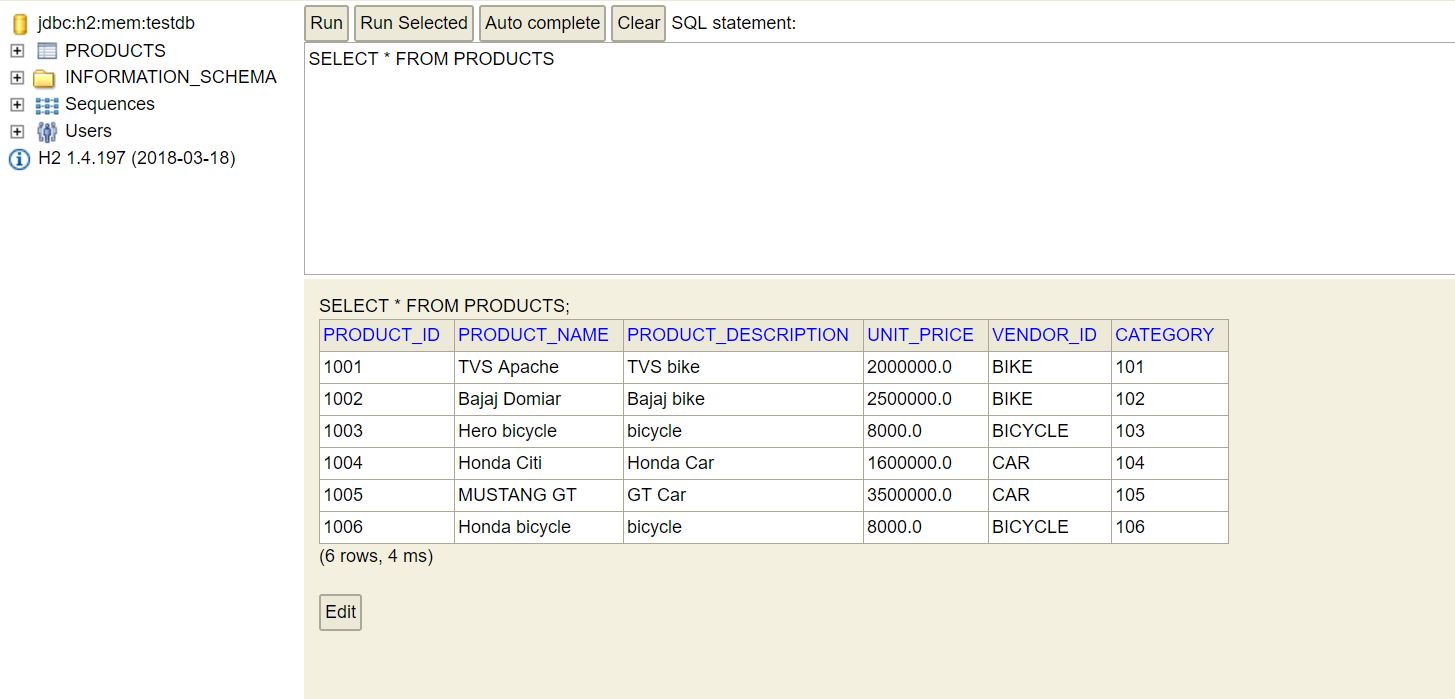 jdbc:h2:mem:testdb
PRODUCTS
INFORMATION_SCHEMA
Sequences
Users
H2 1.4.197 (2018-03-18)
Run Run Selected Auto complete Clear SQL statement:
SELECT * FROM PRODUCTS
SELECT * FROM PRODUCTS;
PRODUCT_ID PRODUCT_NAME PRODUCT_DESCRIPTION UNIT_PRICE VENDOR_ID CATEGORY
1001 TVS Apache TVS bike 2000000.0 BIKE 101
1002 Bajaj Domiar Bajaj bike 2500000.0 BIKE 102
1003 Hero bicycle bicycle 8000.0 BICYCLE 103
1004 Honda Citi Honda Car 1600000.0 CAR 104
1005 MUSTANG GT GT Car 3500000.0 CAR 105
1006 Honda bicycle bicycle 8000.0 BICYCLE 106
(6 rows, 4 ms)
Edit